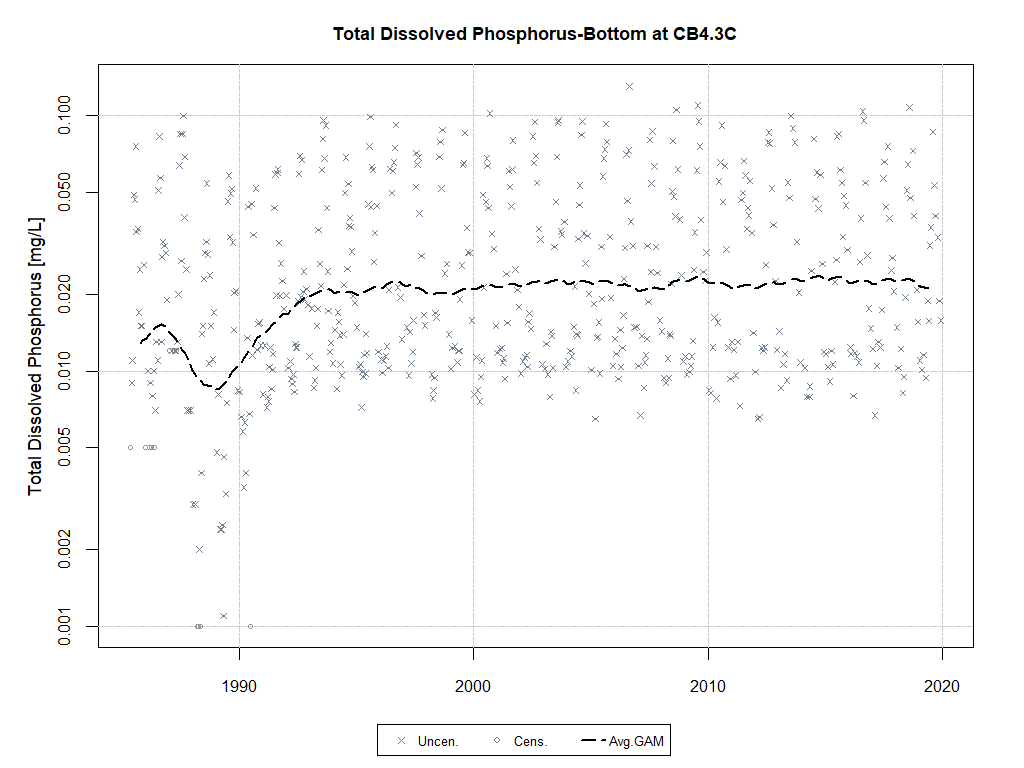 Total Dissolved Phosphorus-Bottom at CB4.3C
Total Dissolved Phosphorus [mg/L]
0.100
0.050
0.020
0.010
0.005
0.002
0.001
1990 2000 2010 2020
Uncen. Cens. Avg.GAM